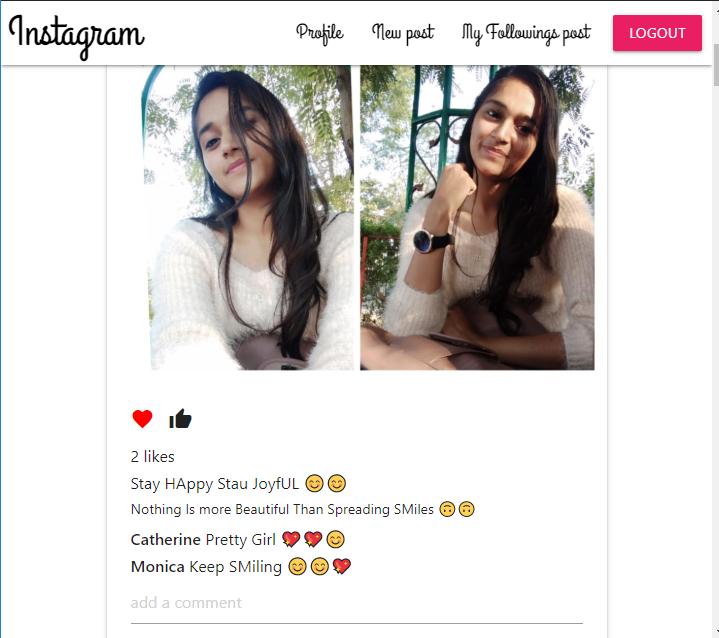 Instagram
Profile
New post
My Followings post
LOGOUT
2 likes
Stay HAppy Stau JoyfUL 😊😊
Nothing Is more Beautiful Than Spreading SMiles 🙃🙃
Catherine Pretty Girl 💖💖😊
Monica Keep SMiling 😊😊💖
add a comment